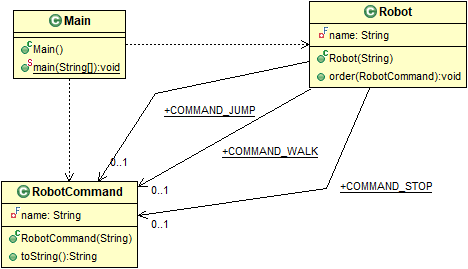 Main
Main()
main(String[]):void
Robot
name: String
Robot(String)
order(RobotCommand):void
+COMMAND_JUMP
0..1
+COMMAND_WALK
0..1
+COMMAND_STOP
0..1
RobotCommand
name: String
RobotCommand(String)
toString():String